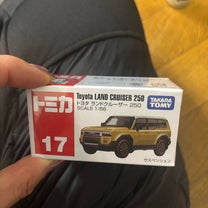 トミカ
17
Toyota LAND CRUISER 250
トヨタ ランドクルーザー 250
SCALE 1/66
TAKARA
TOMY
サスペンション